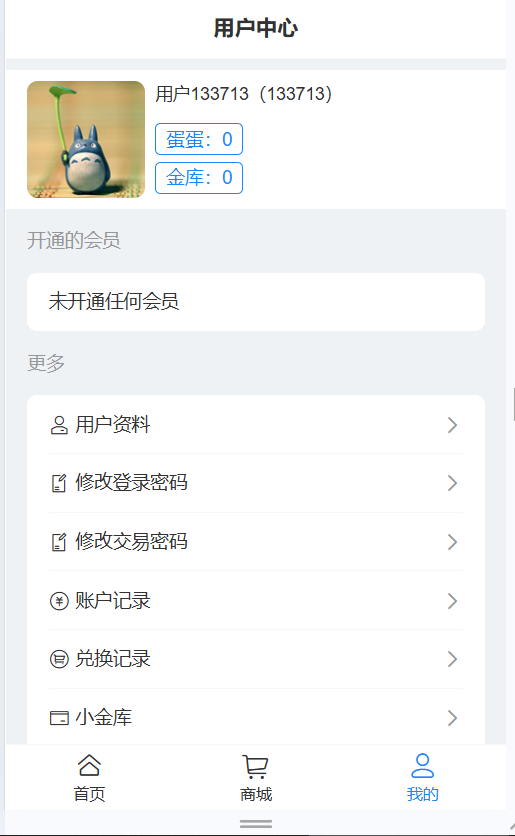 用户中心
用户133713（133713）
蛋蛋：0
金库：0
开通的会员
未开通任何会员
更多
用户资料
修改登录密码
修改交易密码
账户记录
兑换记录
小金库
首页
商城
我的